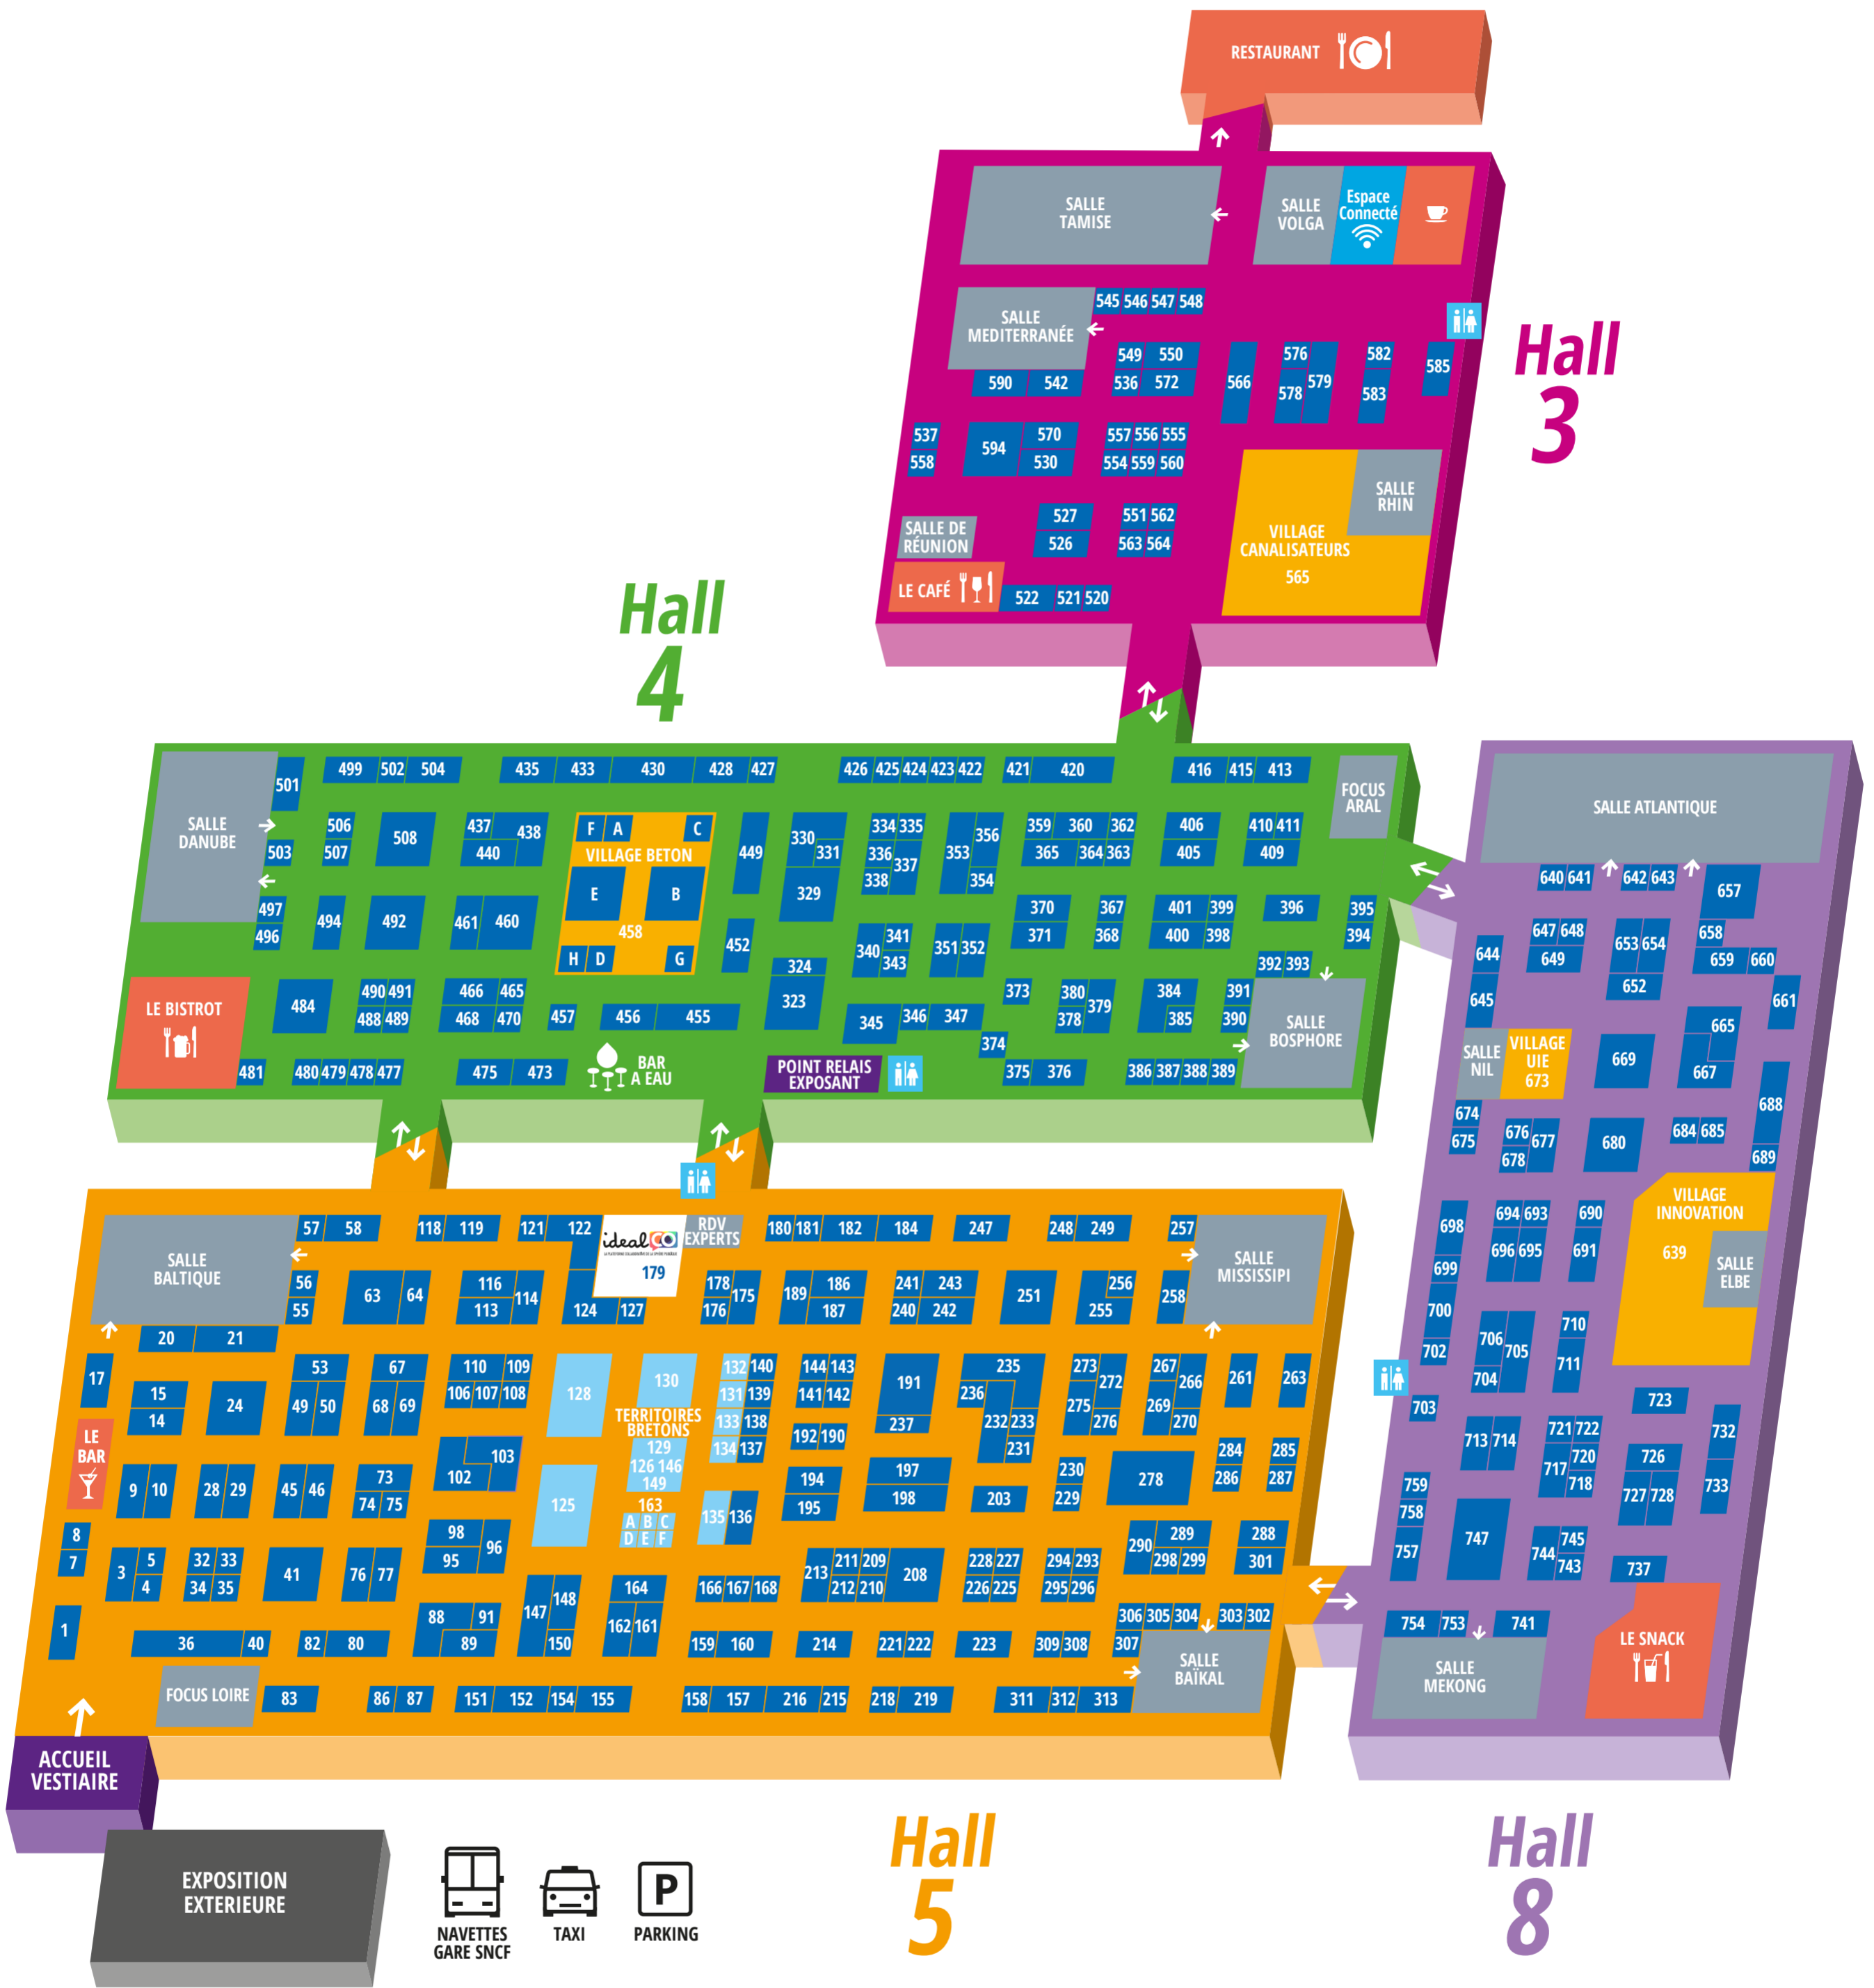 RESTAURANT
SALLE
TAMISE
SALLE
VOLGA
Espace
Connecté
SALLE
MEDITERRANÉE
545 546 547 548
549 550
590 542 536 572
566
576
578 579
582
583
585
Hall
3
537
558
594
570
530
557 556 555
554 559 560
SALLE
RHIN
VILLAGE
CANALISATEURS
565
SALLE DE
RÉUNION
527
526
551 562
563 564
LE CAFÉ
522 521 520
Hall
4
SALLE
DANUBE
501
499 502 504
435 433 430 428 427
426 425 424 423 422
421 420
416 415 413
FOCUS
ARAL
503
506
507
508
437 438
440
F A C
VILLAGE BETON
E B
458
H D G
449
330 331
329
334 335
336 337
338
353 356
354
359 360 362
365 364 363
406
405
410 411
409
497
496
494
492
461 460
452
324
323
340 341
343
351 352
370
371
367
368
401 399
400 398
396
395
394
392 393
LE BISTROT
484
490 491
488 489
466 465
468 470
457
456 455
345 346 347
373
374
380 379
378
384
385
391
390
SALLE
BOSPHORE
481
480 479 478 477
475 473
BAR
A EAU
POINT RELAIS
EXPOSANT
375 376
386 387 388 389
SALLE ATLANTIQUE
640 641
642 643
657
644
645
647 648
649
653 654
652
658
659 660
661
SALLE
NIL
VILLAGE
UIE
673
669
665
667
674
675
676 677
678
680
684 685
688
689
698
699
700
702
694 693
696 695
690
691
VILLAGE
INNOVATION
639
SALLE
ELBE
706 705
704
710
711
703
713 714
721 722
717 720
718
723
726
727 728
732
733
759
758
757
747
744 745
743
737
754 753 741
SALLE
MEKONG
LE SNACK
Hall
8
SALLE
BALTIQUE
57 58
118 119
121 122
idealCO
179
RDV
EXPERTS
180 181 182 184
247
248 249
257
SALLE
MISSISSIPI
56
55
63 64
116
113 114
124 127
178 175
176
189 186
187
241 243
240 242
251
256
255
258
20 21
17
15
14
24
53
49 50
67
68 69
110 109
106 107 108
128
130
TERRITOIRES
BRETONS
129
126 146
149
163
A B C
D E F
132 140
131 139
133 138
134 137
144 143
141 142
192 190
191
237
235
236
232 233
231
273 272
275 276
267 266
269 270
261
263
LE
BAR
9 10
28 29
45 46
73
74 75
102 103
125
135 136
194
195
197
198
203
230
229
278
284
286
285
287
8
7
3 5
4
32 33
34 35
41
76 77
98
95 96
147 148
150
164
162 161
166 167 168
213 211 209
212 210
208
228 227
226 225
294 293
295 296
290 289
298 299
288
301
1
36 40
82 80
88 91
89
159 160
214
221 222
223
309 308
306 305 304
303 302
307
SALLE
BAÏKAL
FOCUS LOIRE
83
86 87
151 152 154 155
158 157 216 215
218 219
311 312 313
ACCUEIL
VESTIAIRE
EXPOSITION
EXTERIEURE
NAVETTES
GARE SNCF
TAXI
P
PARKING
Hall
5